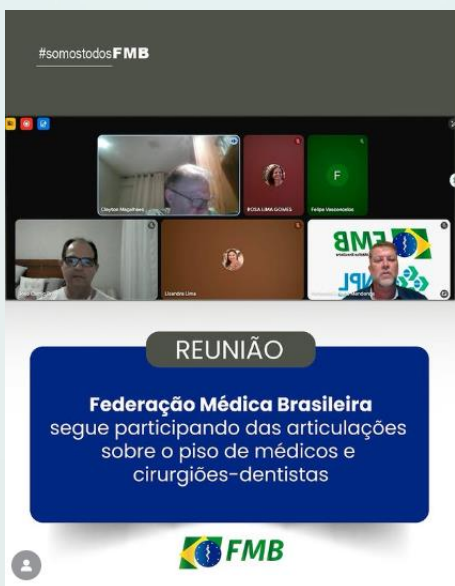 #somostodosFMB
Clayton Magalhaes
ROSA LIMA GOMES
F
Felipe Vasconcelos
Lisandra Lima
FMB
REUNIÃO
Federação Médica Brasileira
segue participando das articulações
sobre o piso de médicos e
cirurgiões-dentistas
FMB